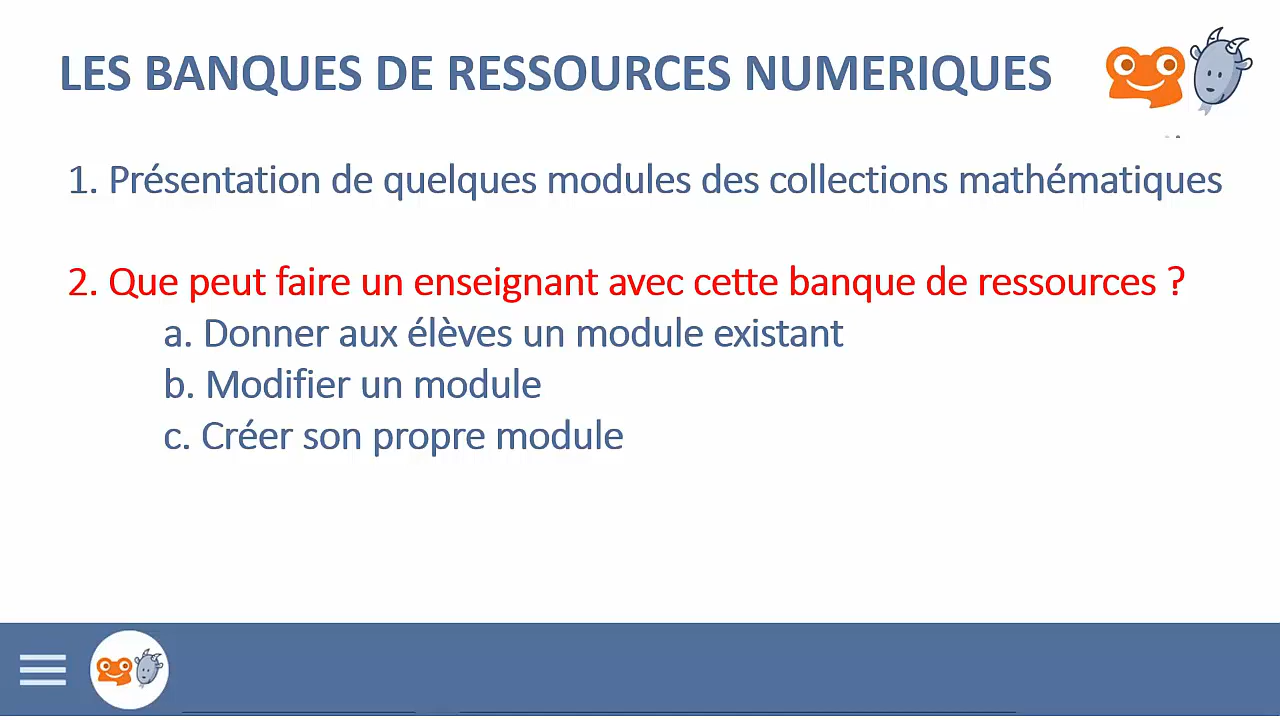 LES BANQUES DE RESSOURCES NUMERIQUES
1. Présentation de quelques modules des collections mathématiques
2. Que peut faire un enseignant avec cette banque de ressources ?
a. Donner aux élèves un module existant
b. Modifier un module
c. Créer son propre module